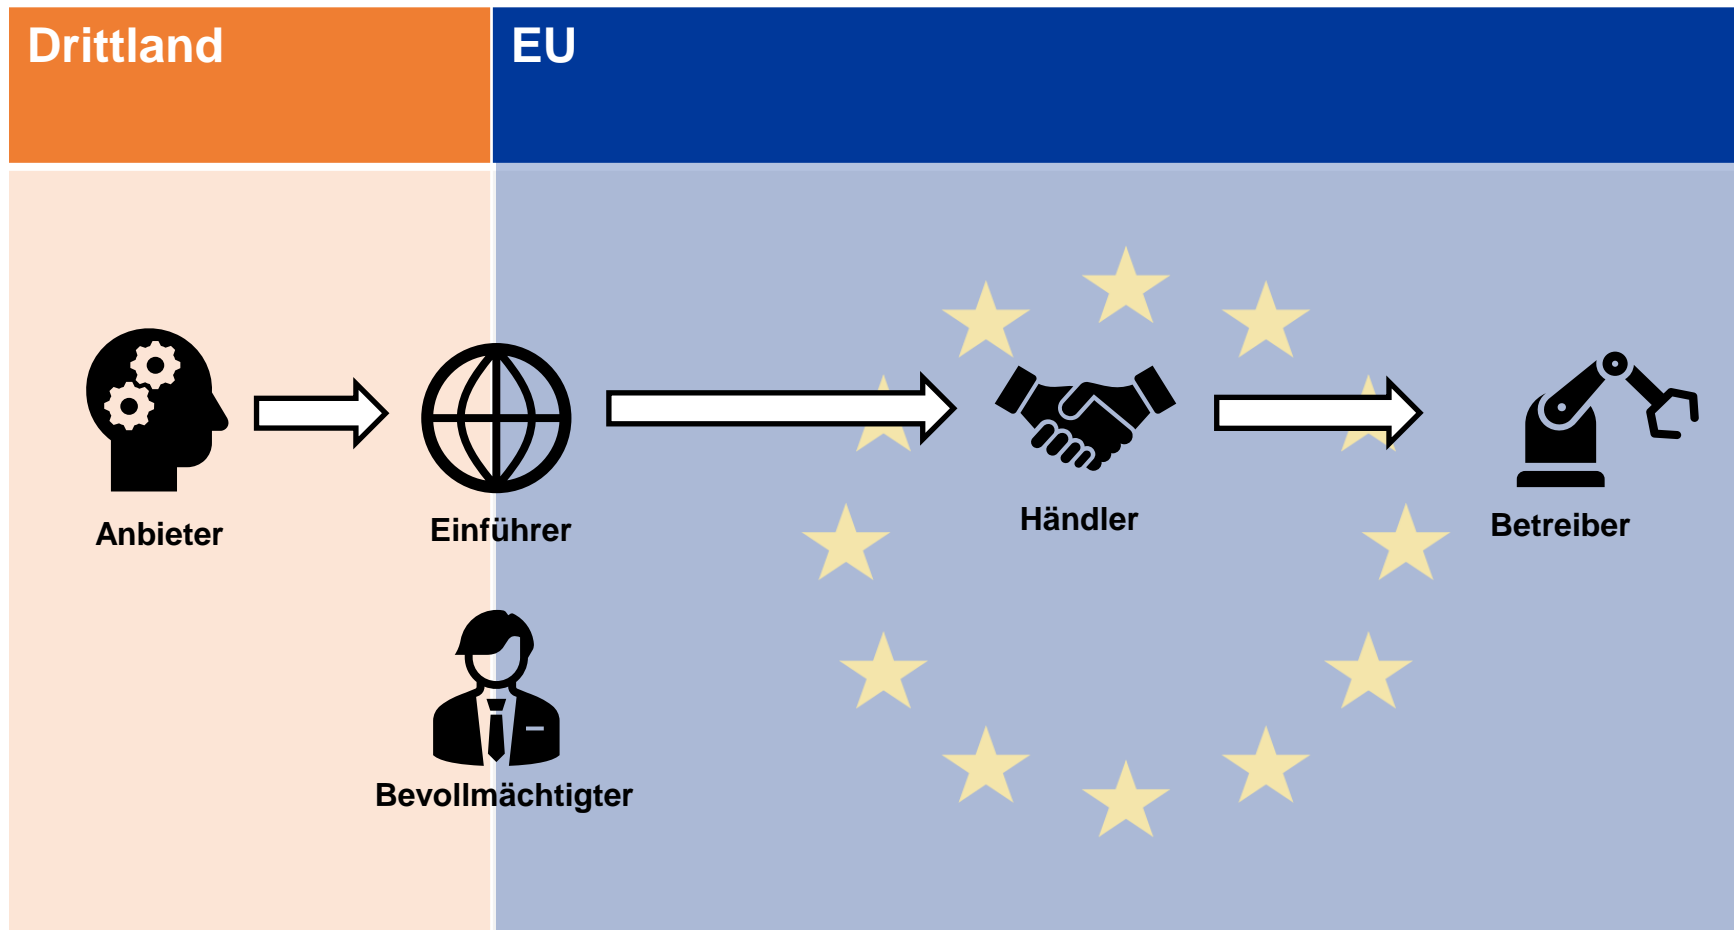 Drittland
EU
Anbieter
Einführer
Händler
Betreiber
Bevollmächtigter